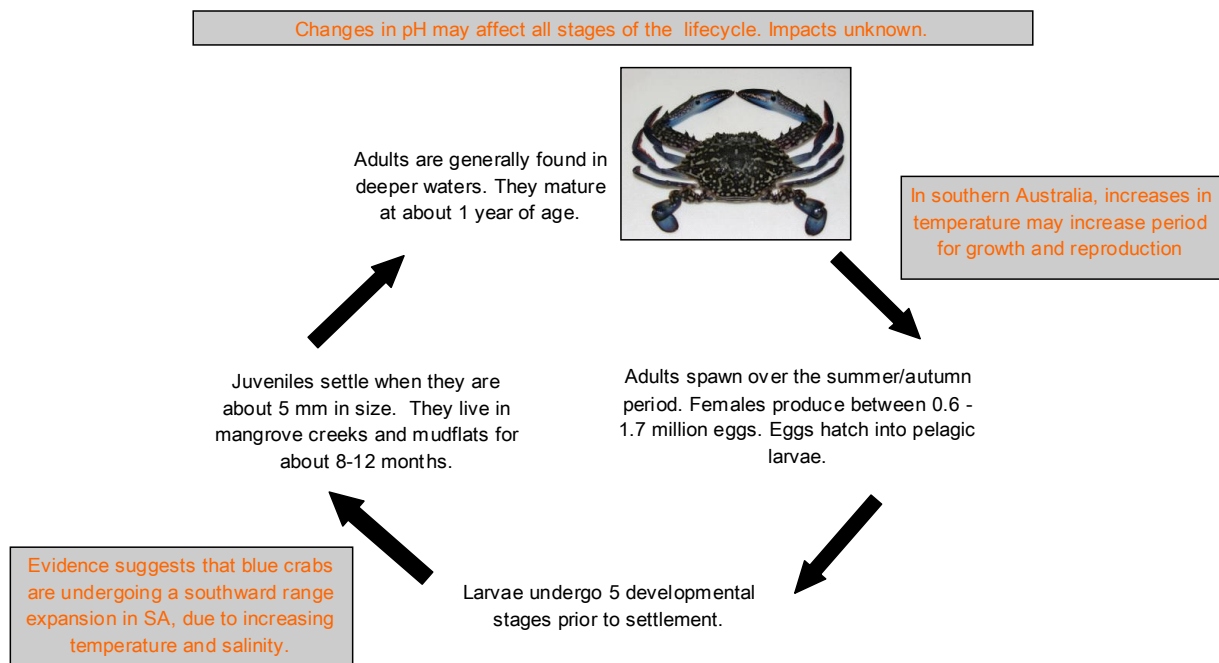 Changes in pH may affect all stages of the  lifecycle. Impacts unknown.
Adults are generally found in
deeper waters. They mature
at about 1 year of age.
In southern Australia, increases in
temperature may increase period
for growth and reproduction
Adults spawn over the summer/autumn
period. Females produce between 0.6 -
1.7 million eggs. Eggs hatch into pelagic
larvae.
Larvae undergo 5 developmental
stages prior to settlement.
Juveniles settle when they are
about 5 mm in size.  They live in
mangrove creeks and mudflats for
about 8-12 months.
Evidence suggests that blue crabs
are undergoing a southward range
expansion in SA, due to increasing
temperature and salinity.